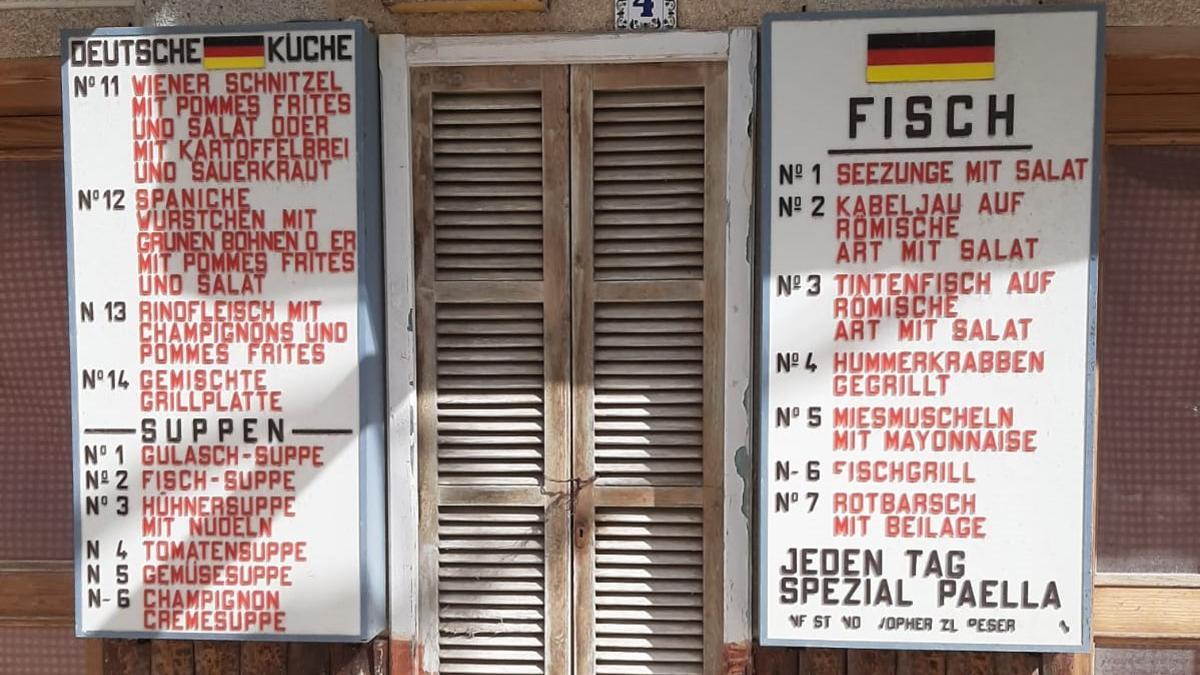 4
DEUTSCHE KÜCHE
Nº 11 WIENER SCHNITZEL
MIT POMMES FRITES
UND SALAT ODER
MIT KARTOFFELBREI
UND SAUERKRAUT
Nº 12 SPANICHE
WURSTCHEN MIT
GRUNEN BOHNEN O ER
MIT POMMES FRITES
UND SALAT
N 13 RINDFLEISCH MIT
CHAMPIGNONS UND
POMMES FRITES
Nº 14 GEMISCHTE
GRILLPLATTE
SUPPEN
Nº 1 GULASCH-SUPPE
Nº 2 FISCH-SUPPE
Nº 3 HÜHNERSUPPE
MIT NUDELN
N 4 TOMATENSUPPE
N 5 GEMÜSESUPPE
N- 6 CHAMPIGNON
CREMESUPPE
FISCH
Nº 1 SEEZUNGE MIT SALAT
Nº 2 KABELJAU AUF
RÖMISCHE
ART MIT SALAT
Nº 3 TINTENFISCH AUF
RÖMISCHE
ART MIT SALAT
Nº 4 HUMMERKRABBEN
GEGRILLT
Nº 5 MIESMUSCHELN
MIT MAYONNAISE
N- 6 FISCHGRILL
Nº 7 ROTBARSCH
MIT BEILAGE
JEDEN TAG
SPEZIAL PAELLA